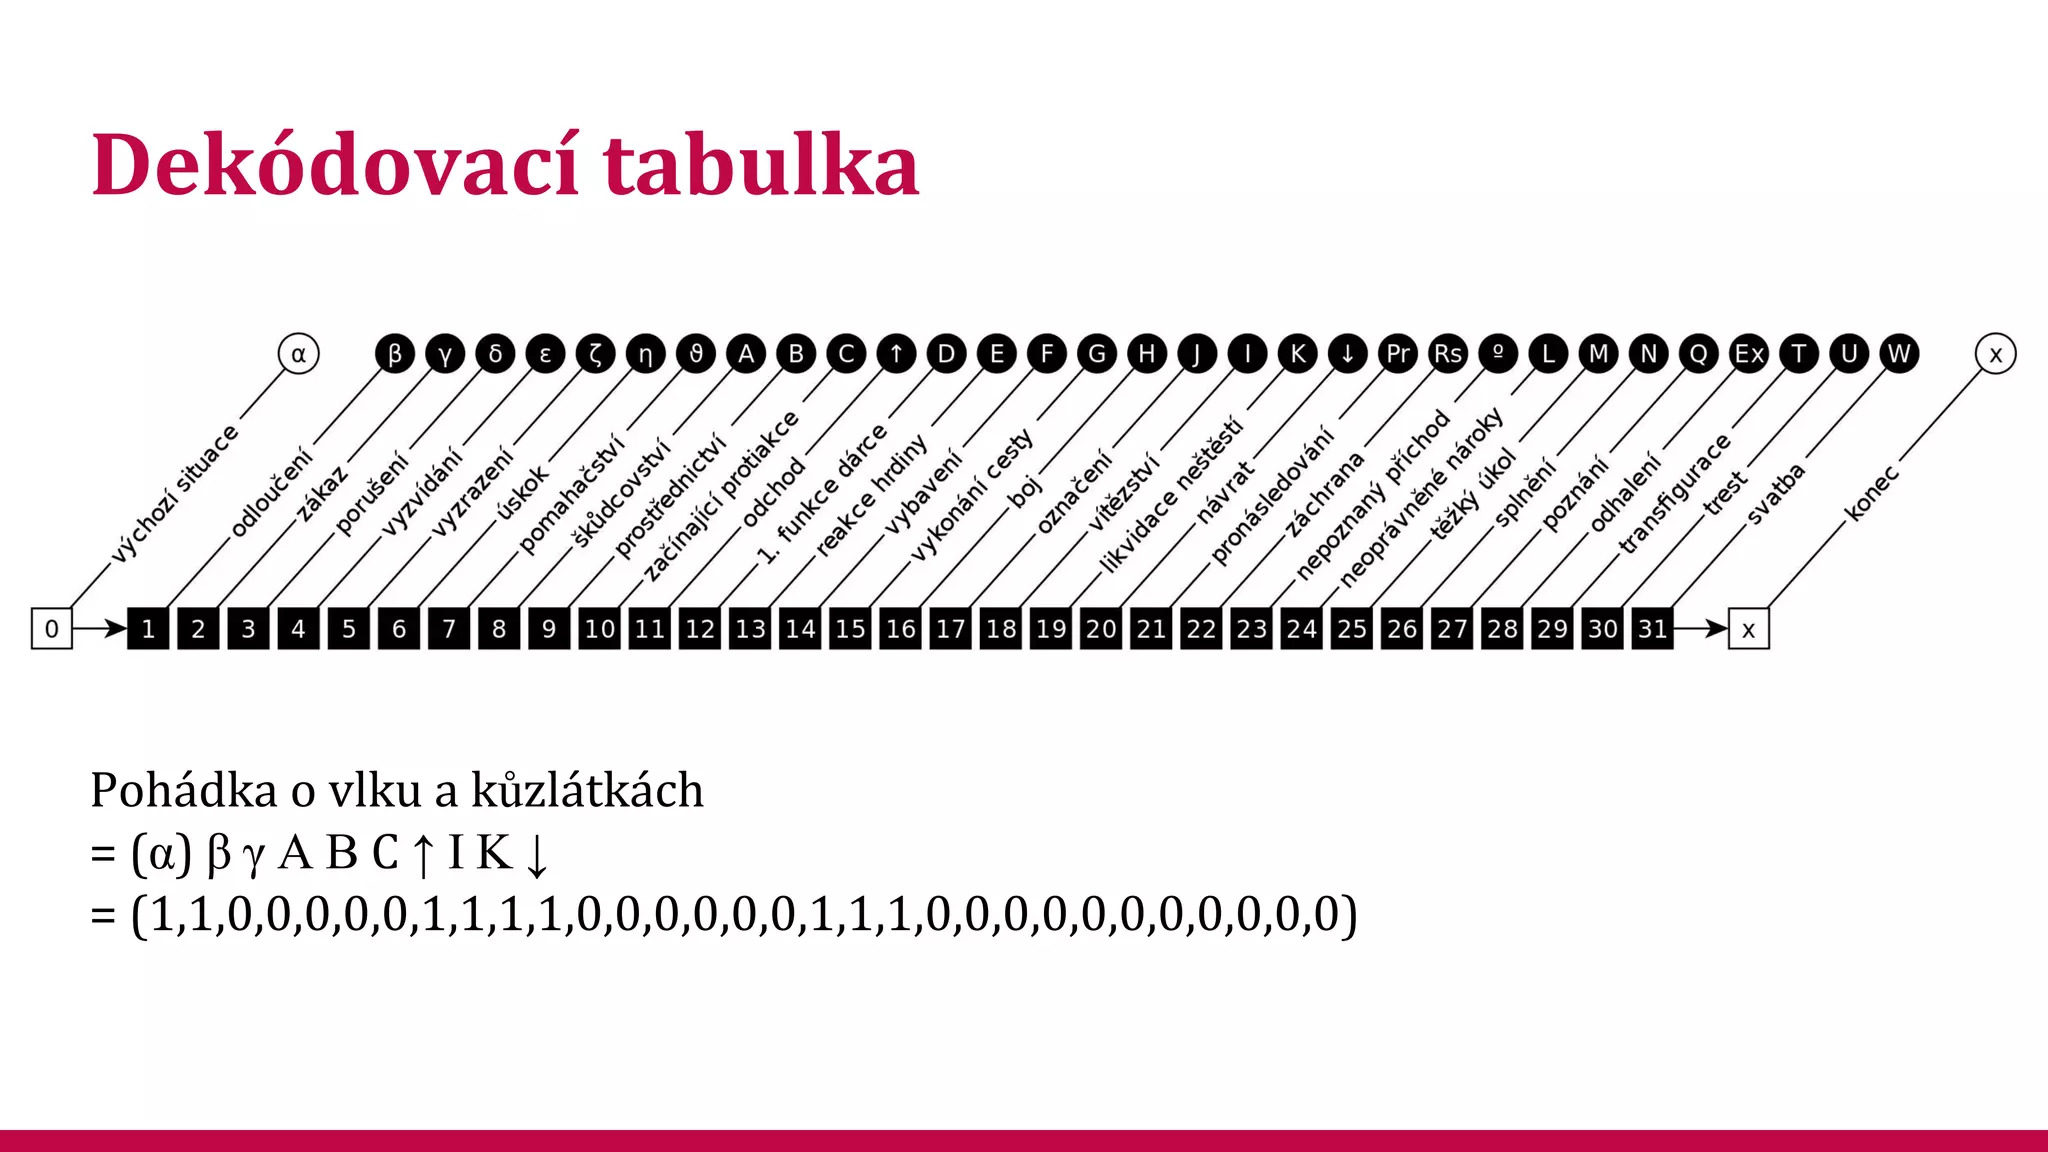 Dekódovací tabulka
α β γ δ ε ζ η ϑ A B C ↑ D E F G H J I K ↓ Pr Rs º L M N Q Ex T U W x
výchozí situace
odloučení
zákaz
porušení
vyzvídání
vyzrazení
úskok
pomahačství
škůdcovství
prostřednictví
začínající protiakce
odchod
1. funkce dárce
reakce hrdiny
vybavení
vykonání cesty
boj
označení
vítězství
likvidace neštěstí
návrat
pronásledování
záchrana
nepoznaný příchod
neoprávněné nároky
těžký úkol
splnění
poznání
odhalení
transfigurace
trest
svatba
konec
0 1 2 3 4 5 6 7 8 9 10 11 12 13 14 15 16 17 18 19 20 21 22 23 24 25 26 27 28 29 30 31 x
Pohádka o vlku a kůzlátkách
= (α) β γ A B C ↑ I K ↓
= (1,1,0,0,0,0,0,1,1,1,1,0,0,0,0,0,0,1,1,1,0,0,0,0,0,0,0,0,0,0,0)